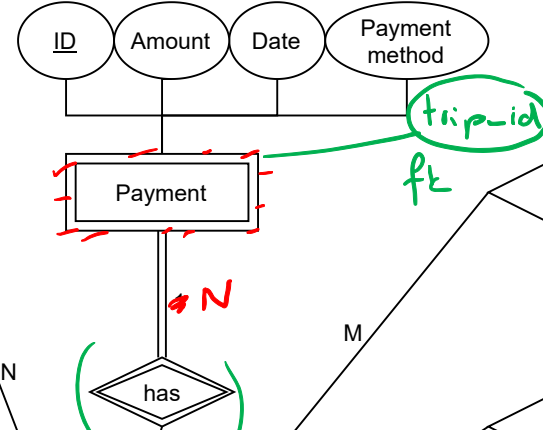 ID
Amount
Date
Payment
method
trip_id
fk
Payment
N
M
N
has